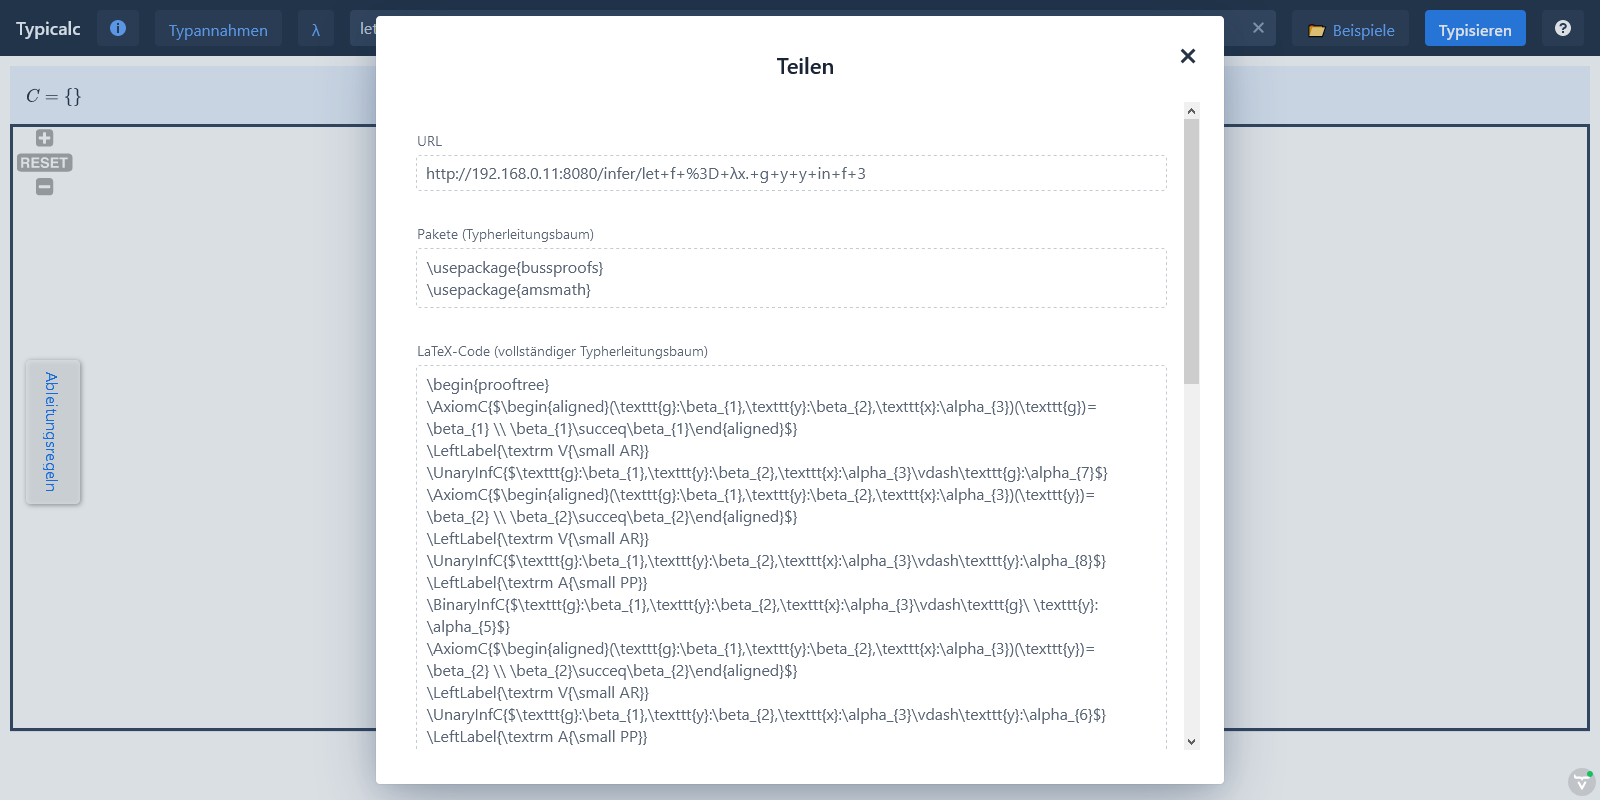 Typicalc
Typannahmen
λ
Beispiele
Typisieren
C = {}
RESET
Ableitungsregeln
Teilen
URL
http://192.168.0.11:8080/infer/let+f+%3D+λx.+g+y+y+in+f+3
Pakete (Typherleitungsbaum)
\usepackage{bussproofs}
\usepackage{amsmath}
LaTeX-Code (vollständiger Typherleitungsbaum)
\begin{prooftree}
\AxiomC{$\begin{aligned}(\texttt{g}:\beta_{1},\texttt{y}:\beta_{2},\texttt{x}:\alpha_{3})(\texttt{g})=
\beta_{1} \\ \beta_{1}\succeq\beta_{1}\end{aligned}$}
\LeftLabel{\textrm V{\small AR}}
\UnaryInfC{$\texttt{g}:\beta_{1},\texttt{y}:\beta_{2},\texttt{x}:\alpha_{3}\vdash\texttt{g}:\alpha_{7}$}
\AxiomC{$\begin{aligned}(\texttt{g}:\beta_{1},\texttt{y}:\beta_{2},\texttt{x}:\alpha_{3})(\texttt{y})=
\beta_{2} \\ \beta_{2}\succeq\beta_{2}\end{aligned}$}
\LeftLabel{\textrm V{\small AR}}
\UnaryInfC{$\texttt{g}:\beta_{1},\texttt{y}:\beta_{2},\texttt{x}:\alpha_{3}\vdash\texttt{y}:\alpha_{8}$}
\LeftLabel{\textrm A{\small PP}}
\BinaryInfC{$\texttt{g}:\beta_{1},\texttt{y}:\beta_{2},\texttt{x}:\alpha_{3}\vdash\texttt{g}\ \texttt{y}:
\alpha_{5}$}
\AxiomC{$\begin{aligned}(\texttt{g}:\beta_{1},\texttt{y}:\beta_{2},\texttt{x}:\alpha_{3})(\texttt{y})=
\beta_{2} \\ \beta_{2}\succeq\beta_{2}\end{aligned}$}
\LeftLabel{\textrm V{\small AR}}
\UnaryInfC{$\texttt{g}:\beta_{1},\texttt{y}:\beta_{2},\texttt{x}:\alpha_{3}\vdash\texttt{y}:\alpha_{6}$}
\LeftLabel{\textrm A{\small PP}}